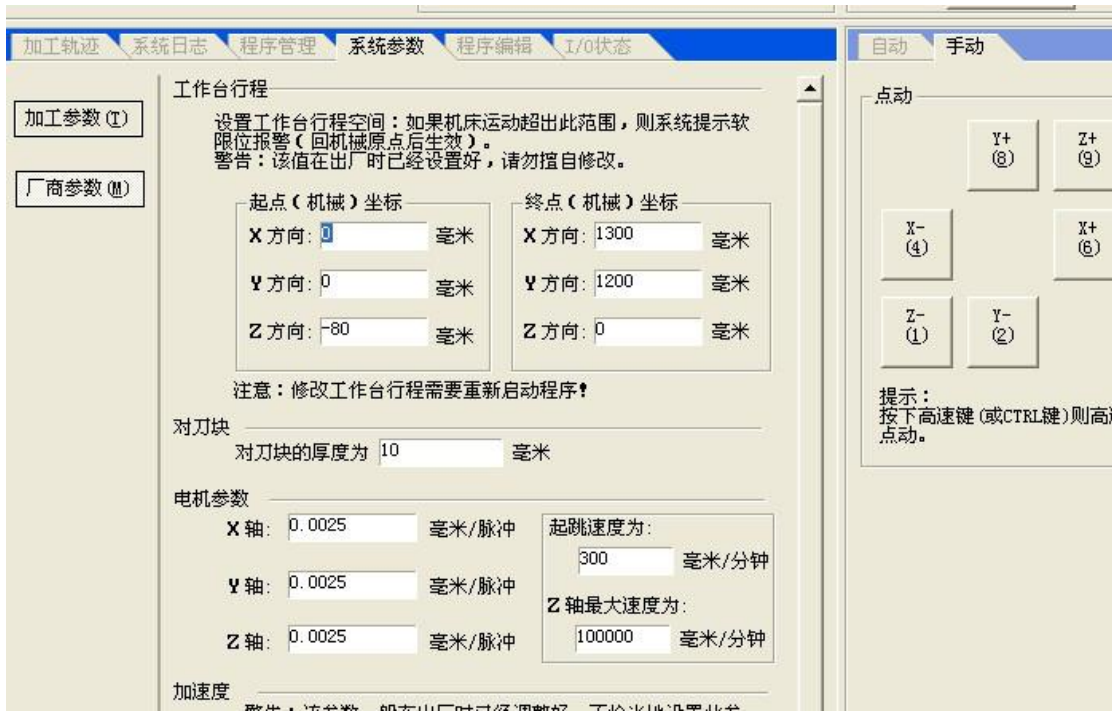 加工轨迹 系统日志 程序管理 系统参数 程序编辑 I/O状态
自动 手动
加工参数(T)
厂商参数(M)
工作台行程
设置工作台行程空间：如果机床运动超出此范围，则系统提示软
限位报警(回机械原点后生效)。
警告：该值在出厂时已经设置好，请勿擅自修改。
起点(机械)坐标
X方向: 0 毫米
Y方向: 0 毫米
Z方向: -80 毫米
终点(机械)坐标
X方向: 1300 毫米
Y方向: 1200 毫米
Z方向: 0 毫米
注意：修改工作台行程需要重新启动程序!
对刀块
对刀块的厚度为 10 毫米
电机参数
X轴: 0.0025 毫米/脉冲
Y轴: 0.0025 毫米/脉冲
Z轴: 0.0025 毫米/脉冲
起跳速度为:
300 毫米/分钟
Z轴最大速度为:
100000 毫米/分钟
加速度
点动
Y+
(8)
Z+
(9)
X-
(4)
X+
(6)
Z-
(1)
Y-
(2)
提示：
按下高速键(或CTRL键)则高
点动。